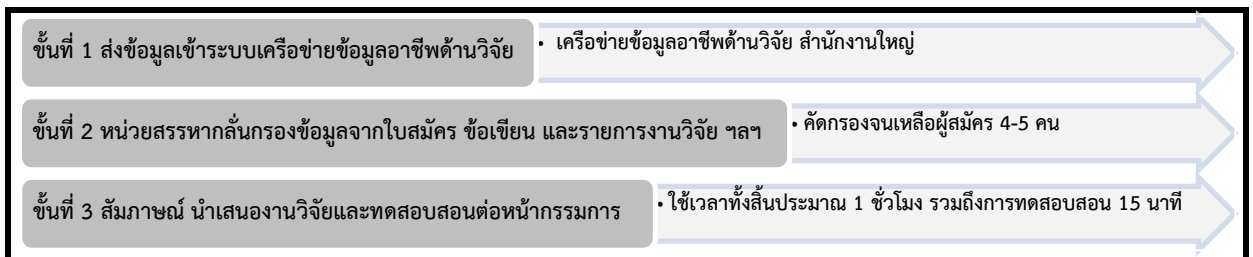 ขั้นที่ 1 ส่งข้อมูลเข้าระบบเครือข่ายข้อมูลอาชีพด้านวิจัย
• เครือข่ายข้อมูลอาชีพด้านวิจัย สำนักงานใหญ่
ขั้นที่ 2 หน่วยสรรหากลั่นกรองข้อมูลจากใบสมัคร ข้อเขียน และรายการงานวิจัย ฯลฯ
• คัดกรองจนเหลือผู้สมัคร 4-5 คน
ขั้นที่ 3 สัมภาษณ์ นำเสนองานวิจัยและทดสอบสอนต่อหน้ากรรมการ
• ใช้เวลาทั้งสิ้นประมาณ 1 ชั่วโมง รวมถึงการทดสอบสอน 15 นาที